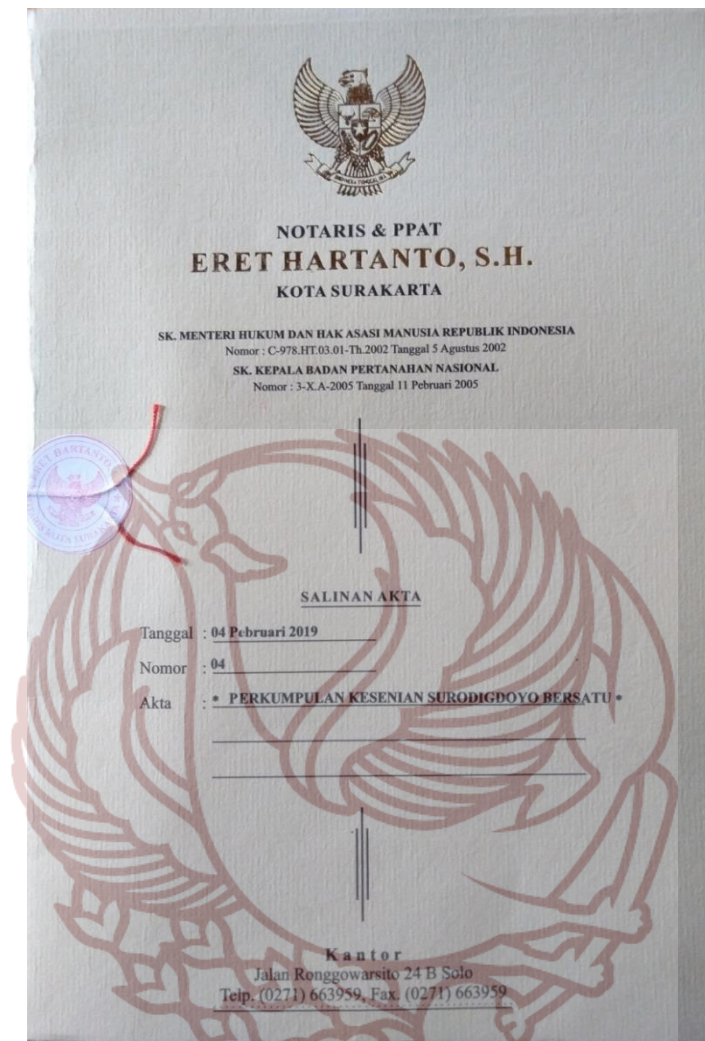 NOTARIS & PPAT
ERET HARTANTO, S.H.
KOTA SURAKARTA
SK. MENTERI HUKUM DAN HAK ASASI MANUSIA REPUBLIK INDONESIA
Nomor : C-978.HT.03.01-Th.2002 Tanggal 5 Agustus 2002
SK. KEPALA BADAN PERTANAHAN NASIONAL
Nomor : 3-X.A-2005 Tanggal 11 Pebruari 2005
SALINAN AKTA
Tanggal : 04 Pebruari 2019
Nomor : 04
Akta : * PERKUMPULAN KESENIAN SURODIGDOYO BERSATU *
Kantor
Jalan Ronggowarsito 24 B Solo
Telp. (0271) 663959, Fax. (0271) 663959